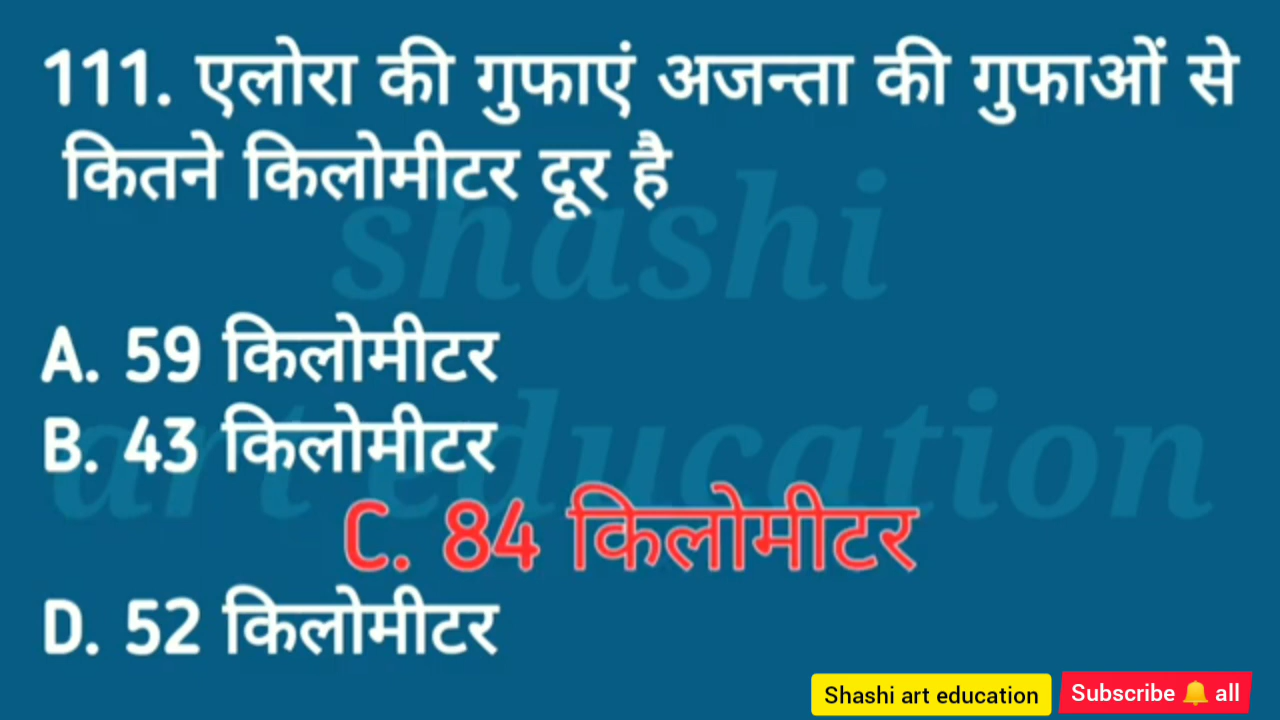 111. एलोरा की गुफाएं अजन्ता की गुफाओं से
कितने किलोमीटर दूर है
shashi
A. 59 किलोमीटर
art education
B. 43 किलोमीटर
C. 84 किलोमीटर
D. 52 किलोमीटर
Shashi art education
Subscribe 🔔 all